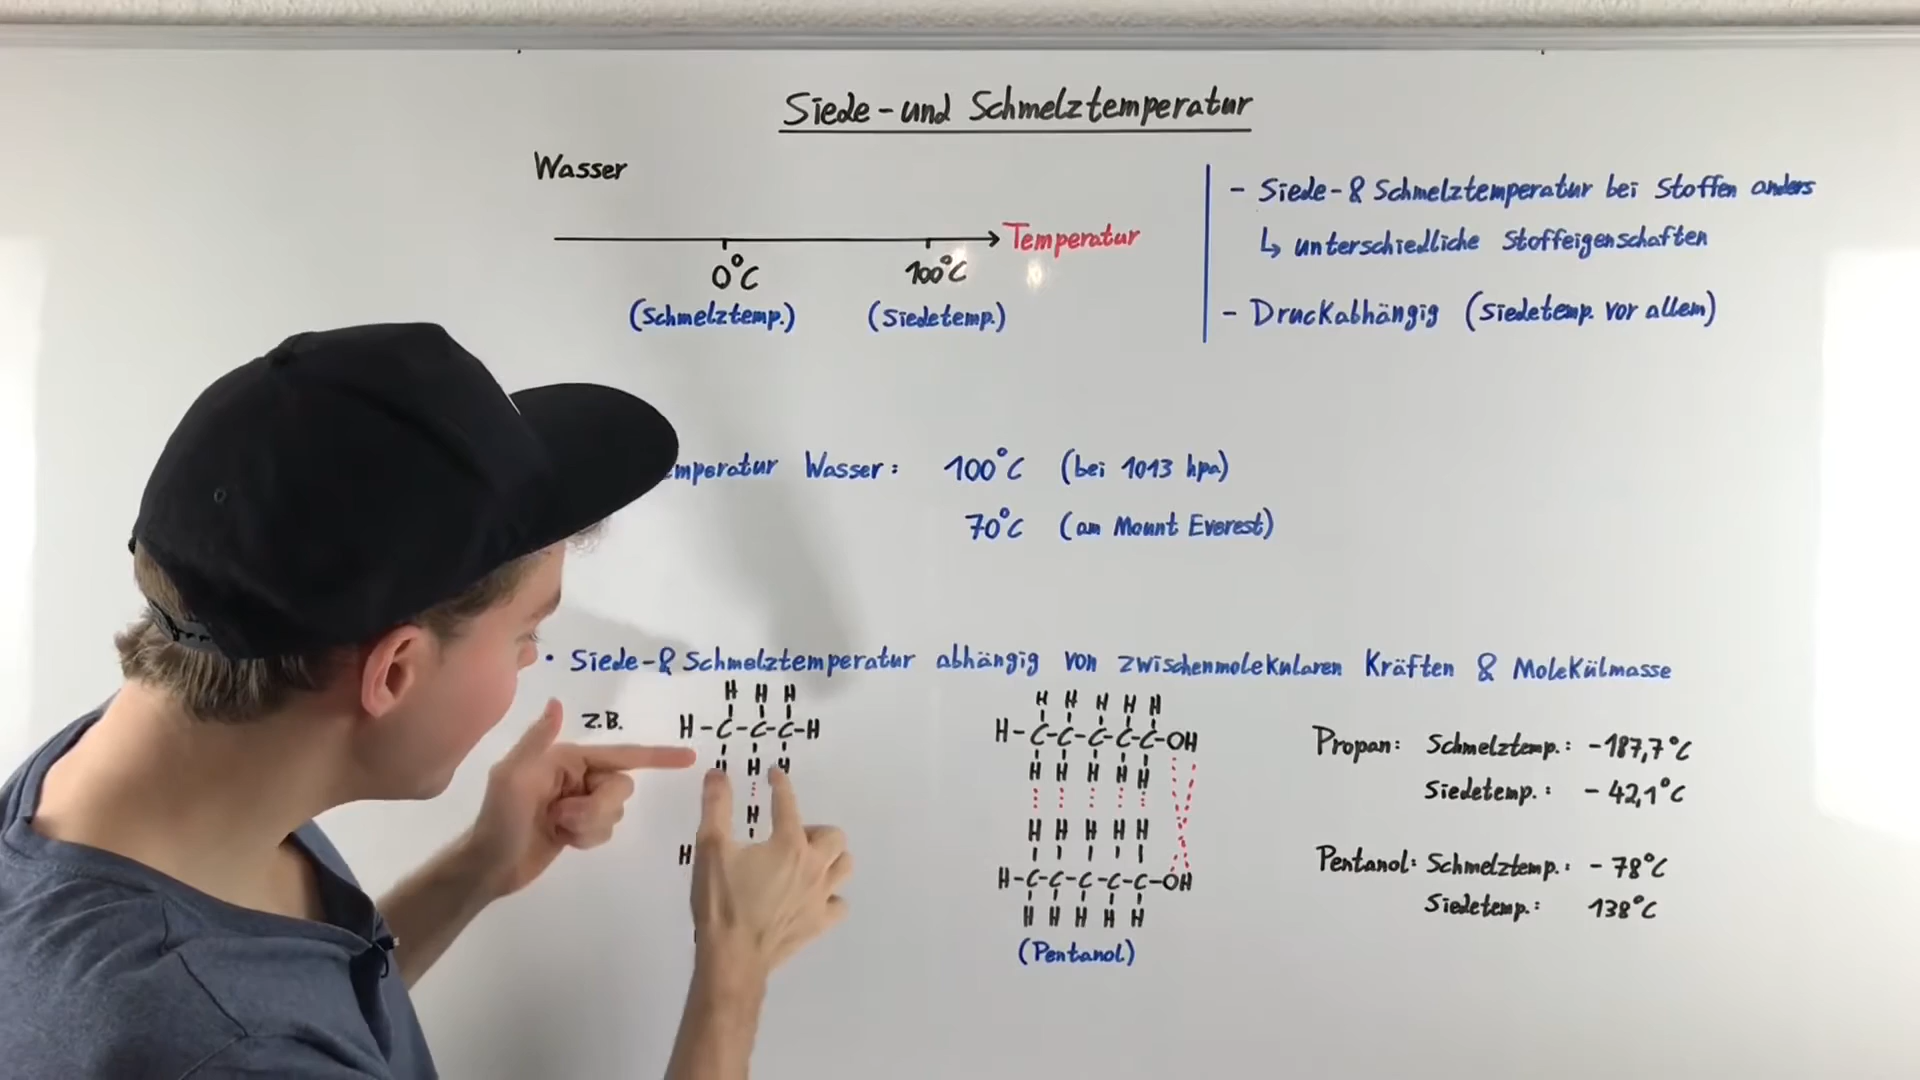 Siede- und Schmelztemperatur
Wasser
Temperatur
0°C
100°C
(Schmelztemp.)
(Siedetemp.)
- Siede- & Schmelztemperatur bei Stoffen anders
↳ unterschiedliche Stoffeigenschaften
- Druckabhängig (Siedetemp. vor allem)
Wasser: 100°C (bei 1013 hpa)
70°C (am Mount Everest)
• Siede- & Schmelztemperatur abhängig von zwischenmolekularen Kräften & Molekülmasse
z.B.
H H H
H-C-C-C-H
H H H
H
H
H H H H H
H-C-C-C-C-C-OH
H H H H H
H H H H H
H-C-C-C-C-C-OH
H H H H H
(Pentanol)
Propan: Schmelztemp.: -187,7°C
Siedetemp.: -42,1°C
Pentanol: Schmelztemp.: -78°C
Siedetemp.: 138°C